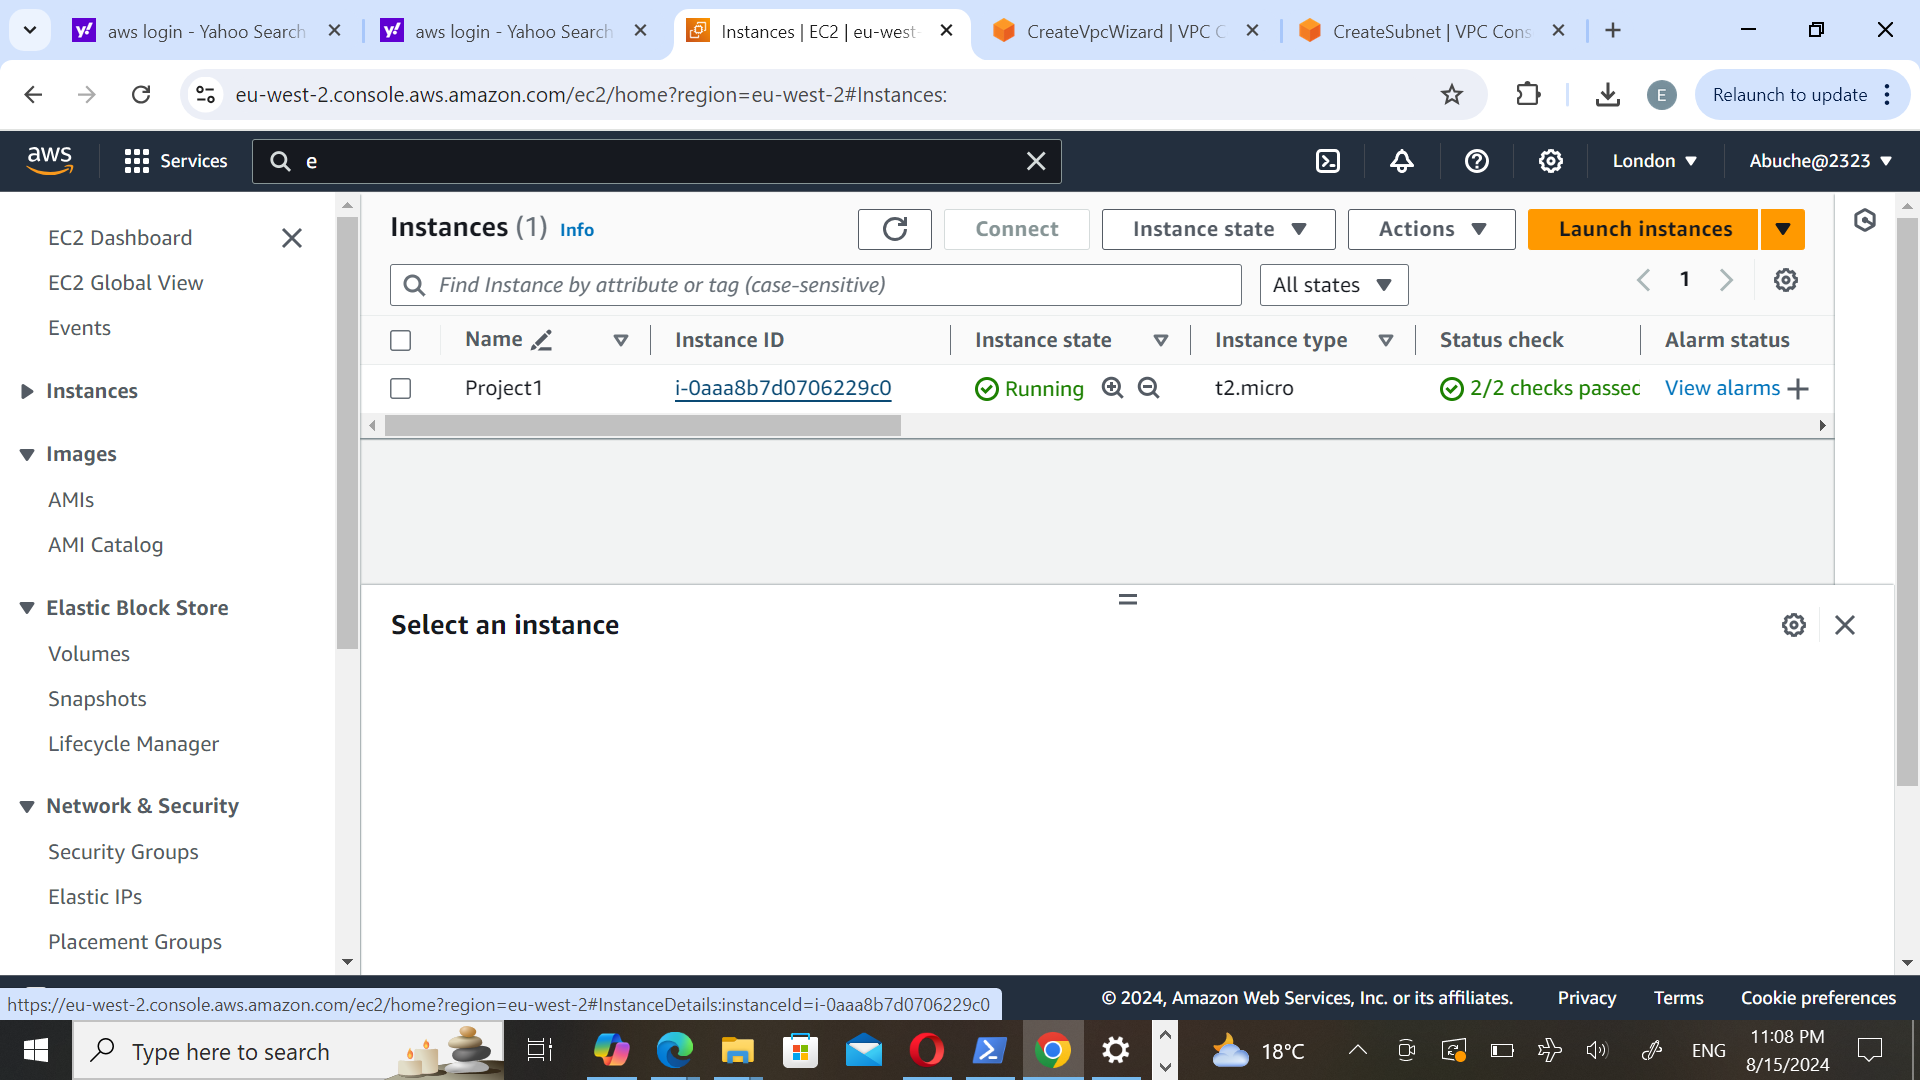 aws login - Yahoo Search
aws login - Yahoo Search
Instances | EC2 | eu-west-
CreateVpcWizard | VPC C
CreateSubnet | VPC Cons
eu-west-2.console.aws.amazon.com/ec2/home?region=eu-west-2#Instances:
E
Relaunch to update
aws
Services
e
London
Abuche@2323
EC2 Dashboard
EC2 Global View
Events
Instances
Images
AMIs
AMI Catalog
Elastic Block Store
Volumes
Snapshots
Lifecycle Manager
Network & Security
Security Groups
Elastic IPs
Placement Groups
Instances (1) Info
Connect
Instance state
Actions
Launch instances
Find Instance by attribute or tag (case-sensitive)
All states
1
Name Instance ID Instance state Instance type Status check Alarm status
Project1 i-0aaa8b7d0706229c0 Running t2.micro 2/2 checks passec View alarms
Select an instance
https://eu-west-2.console.aws.amazon.com/ec2/home?region=eu-west-2#InstanceDetails:instanceId=i-0aaa8b7d0706229c0
© 2024, Amazon Web Services, Inc. or its affiliates. Privacy Terms Cookie preferences
Type here to search
18°C
ENG
11:08 PM
8/15/2024